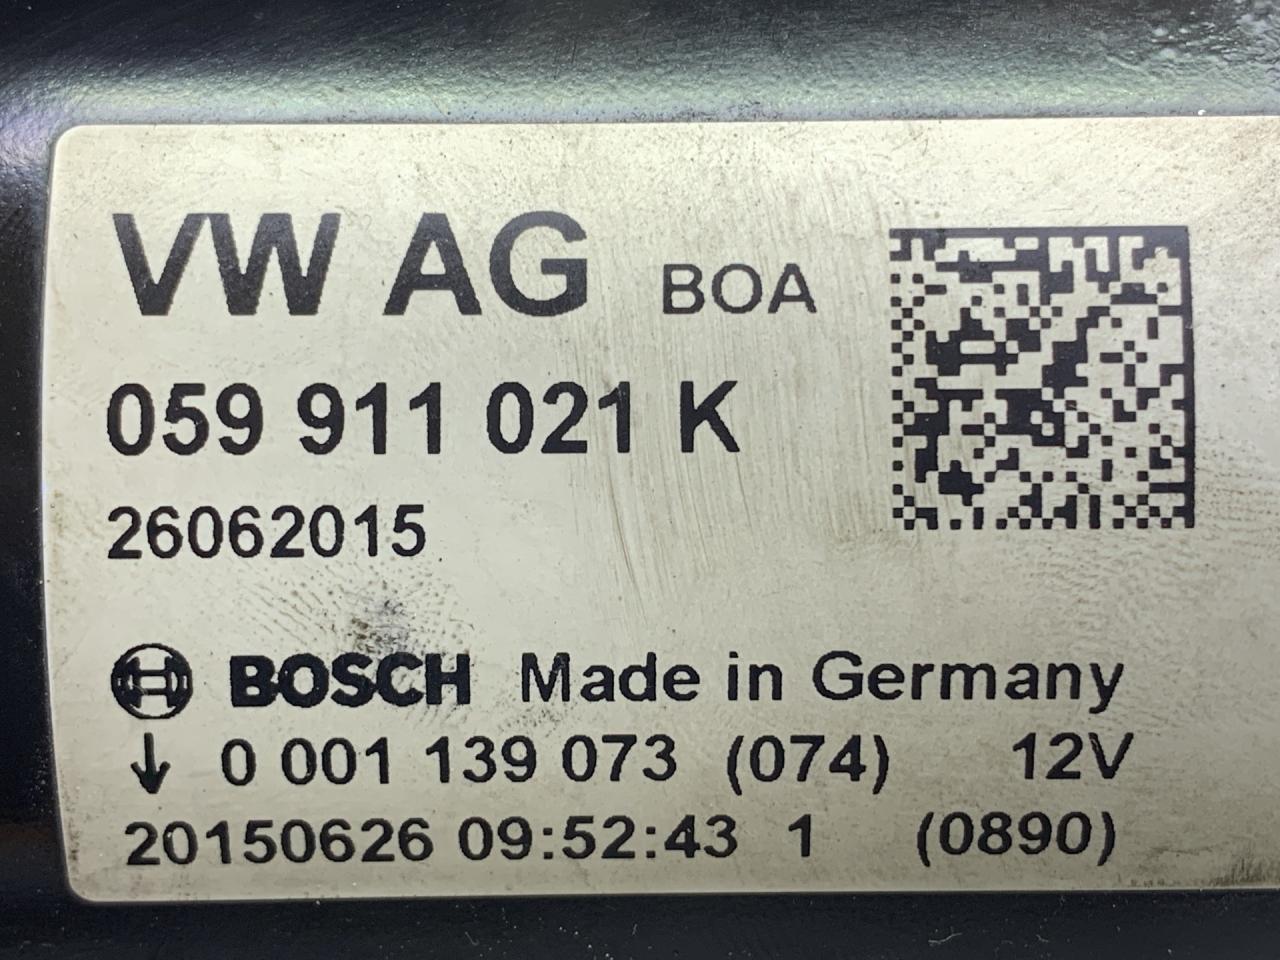 VW AG BOA
059 911 021 K
26062015
BOSCH Made in Germany
↓ 0 001 139 073 (074) 12V
20150626 09:52:43 1 (0890)